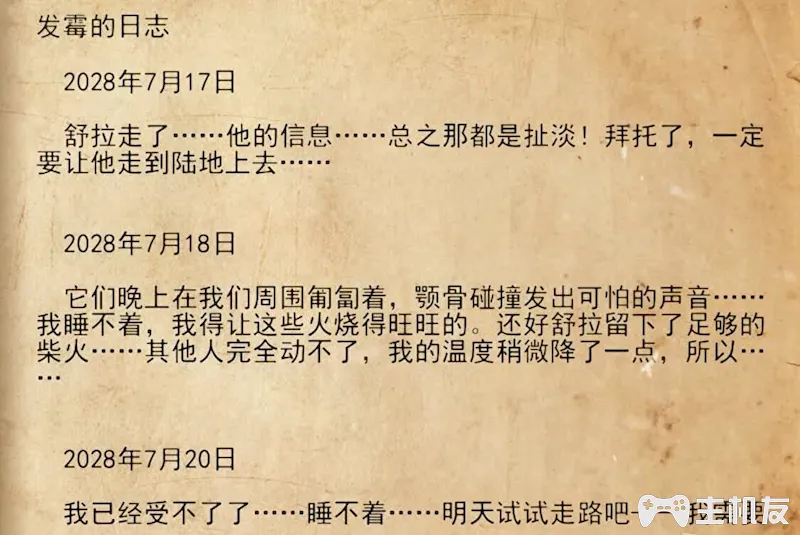 发霉的日志
2028年7月17日
舒拉走了……他的信息……总之那都是扯淡！拜托了，一定
要让他走到陆地上去……
2028年7月18日
它们晚上在我们周围匍匐着，颚骨碰撞发出可怕的声音……
我睡不着，我得让这些火烧得旺旺的。还好舒拉留下了足够的
柴火……其他人完全动不了，我的温度稍微降了一点，所以…
…
2028年7月20日
我已经受不了了……睡不着……明天试试走路吧
主机友